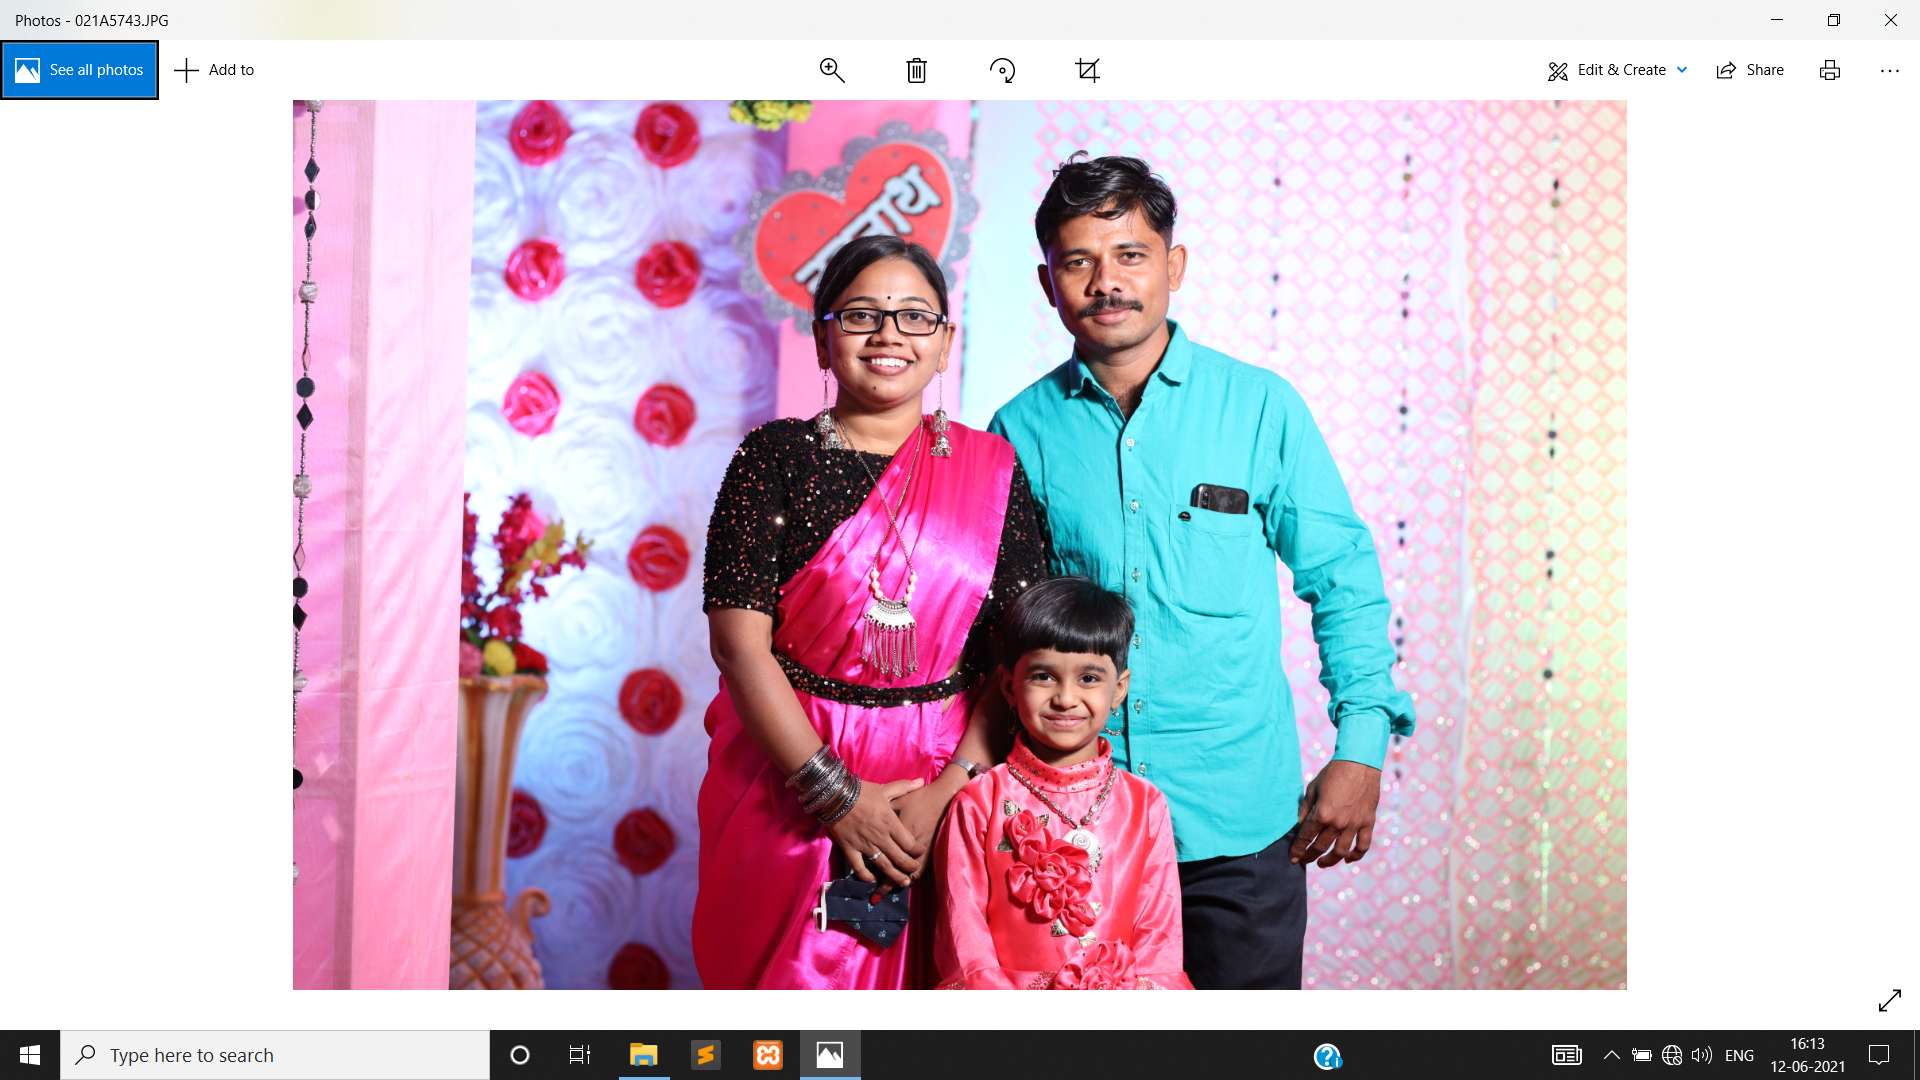 Photos - 021A5743.JPG
See all photos
Add to
Edit & Create
Share
Type here to search
ENG
16:13
12-06-2021